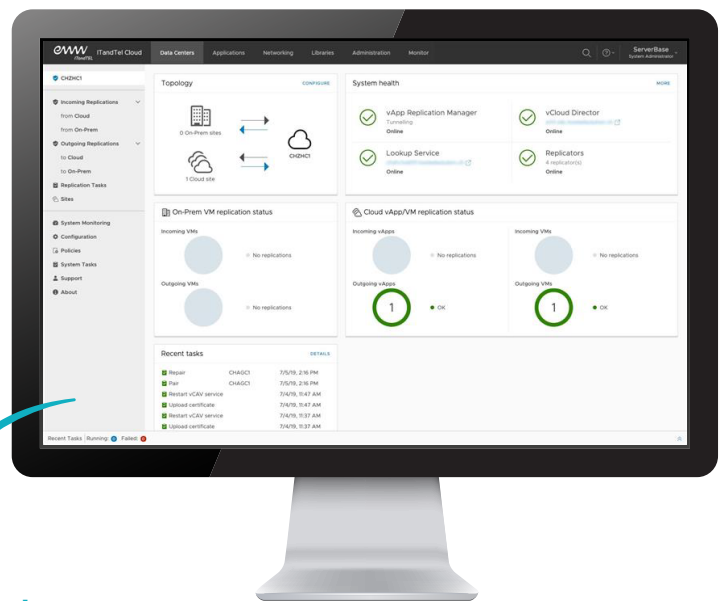 eww ITandTel Cloud
ITandTEL
Data Centers Applications Networking Libraries Administration Monitor
ServerBase
System Administrator
CHZHC1
Incoming Replications
from Cloud
from On-Prem
Outgoing Replications
to Cloud
to On-Prem
Replication Tasks
Sites
System Monitoring
Configuration
Policies
System Tasks
Support
About
Topology CONFIGURE
0 On-Prem sites
CHZHC1
1 Cloud site
System health MORE
vApp Replication Manager
Tunnelling
Online
vCloud Director
Online
Lookup Service
Online
Replicators
4 replicator(s)
Online
On-Prem VM replication status
Incoming VMs
No replications
Outgoing VMs
No replications
Cloud vApp/VM replication status
Incoming vApps
No replications
Incoming VMs
No replications
Outgoing vApps
1 OK
Outgoing VMs
1 OK
Recent tasks DETAILS
Repair CHAGC1 7/5/19, 2:16 PM
Pair CHAGC1 7/5/19, 2:16 PM
Restart vCAV service 7/4/19, 11:47 AM
Upload certificate 7/4/19, 11:47 AM
Restart vCAV service 7/4/19, 11:37 AM
Upload certificate 7/4/19, 11:37 AM
Recent Tasks Running: 0 Failed: 0